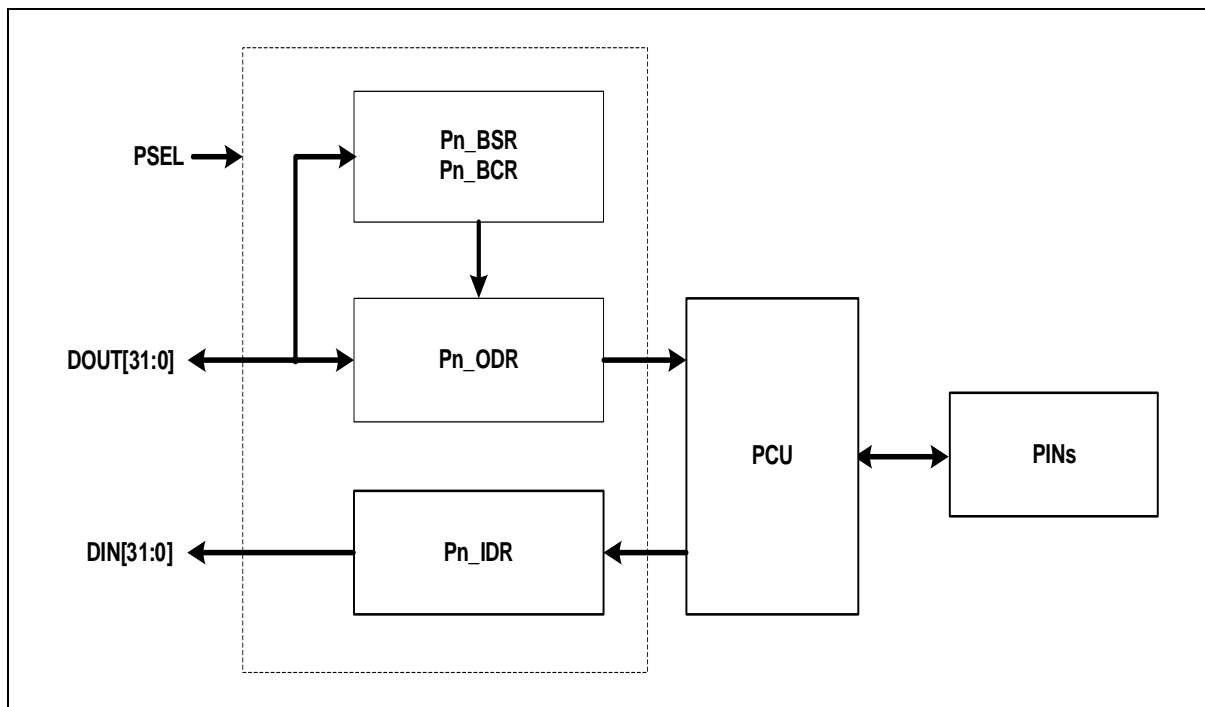 PSEL
Pn_BSR
Pn_BCR
DOUT[31:0]
Pn_ODR
PCU
PINs
DIN[31:0]
Pn_IDR